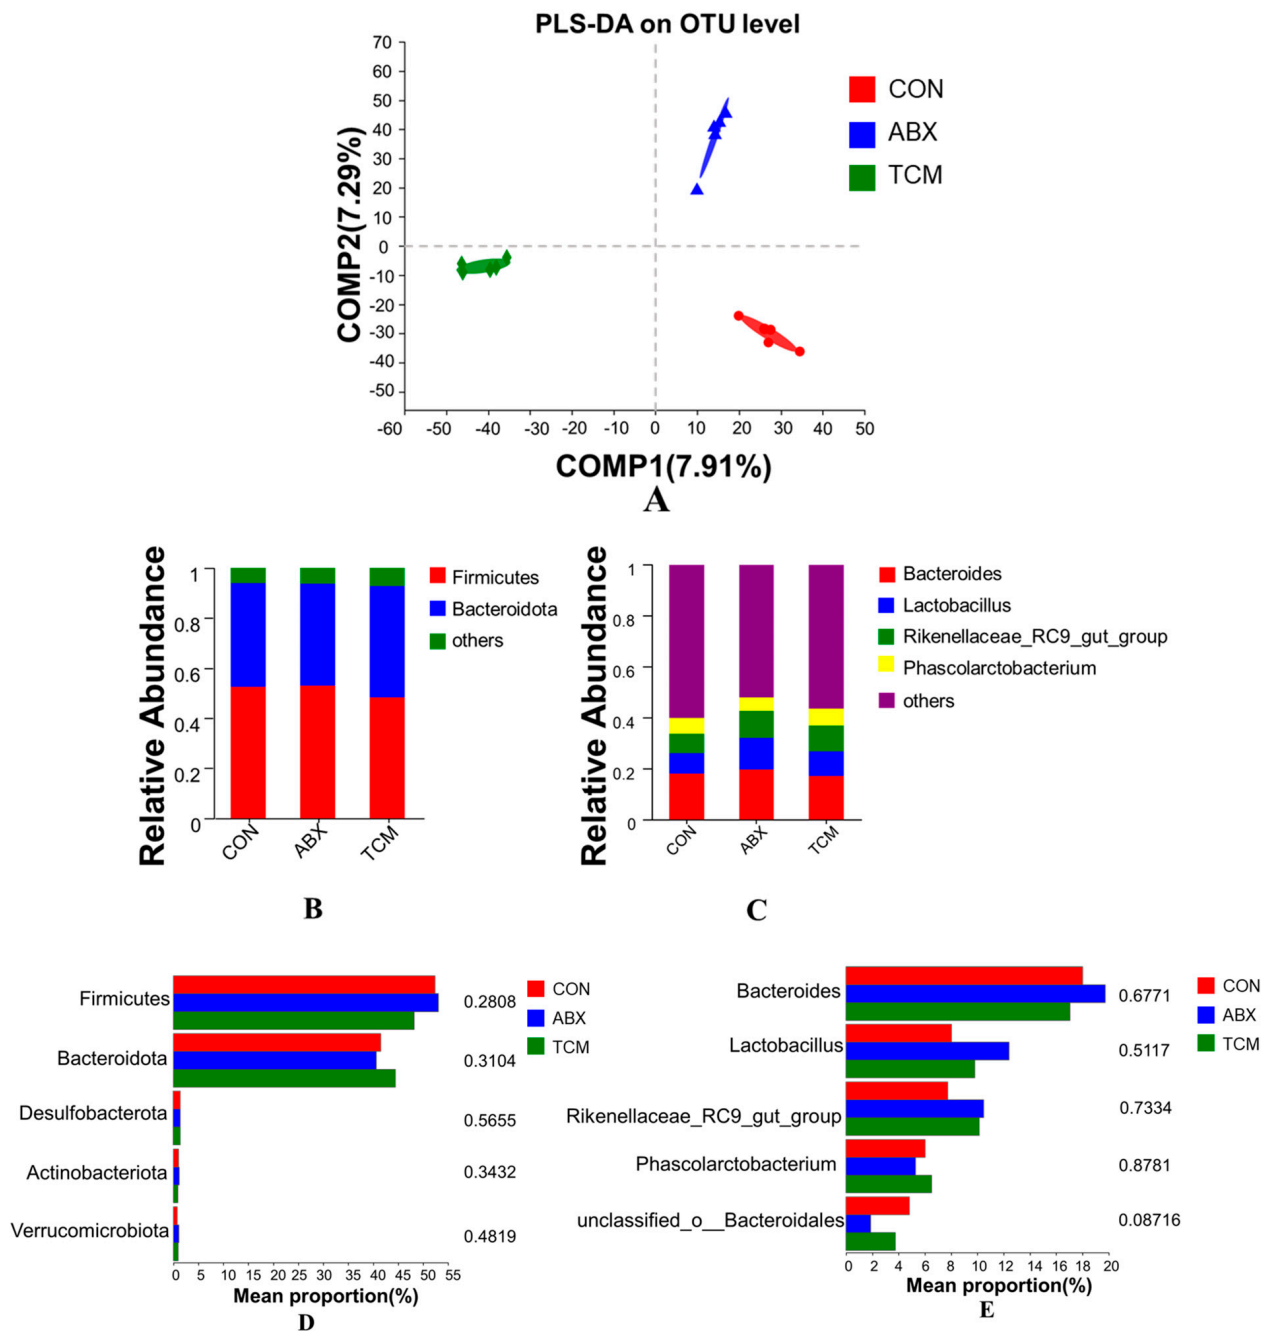 PLS-DA on OTU level
COMP2(7.29%)
70
60
50
40
30
20
10
0
-10
-20
-30
-40
-50
-60 -50 -40 -30 -20 -10 0 10 20 30 40 50
COMP1(7.91%)
CON
ABX
TCM
A
Relative Abundance
1
0.8
0.6
0.4
0.2
0
CON ABX TCM
Firmicutes
Bacteroidota
others
B
Relative Abundance
1
0.8
0.6
0.4
0.2
0
CON ABX TCM
Bacteroides
Lactobacillus
Rikenellaceae_RC9_gut_group
Phascolarctobacterium
others
C
Firmicutes 0.2808
Bacteroidota 0.3104
Desulfobacterota 0.5655
Actinobacteriota 0.3432
Verrucomicrobiota 0.4819
0 5 10 15 20 25 30 35 40 45 50 55
Mean proportion(%)
CON
ABX
TCM
D
Bacteroides 0.6771
Lactobacillus 0.5117
Rikenellaceae_RC9_gut_group 0.7334
Phascolarctobacterium 0.8781
unclassified_o__Bacteroidales 0.08716
0 2 4 6 8 10 12 14 16 18 20
Mean proportion(%)
CON
ABX
TCM
E